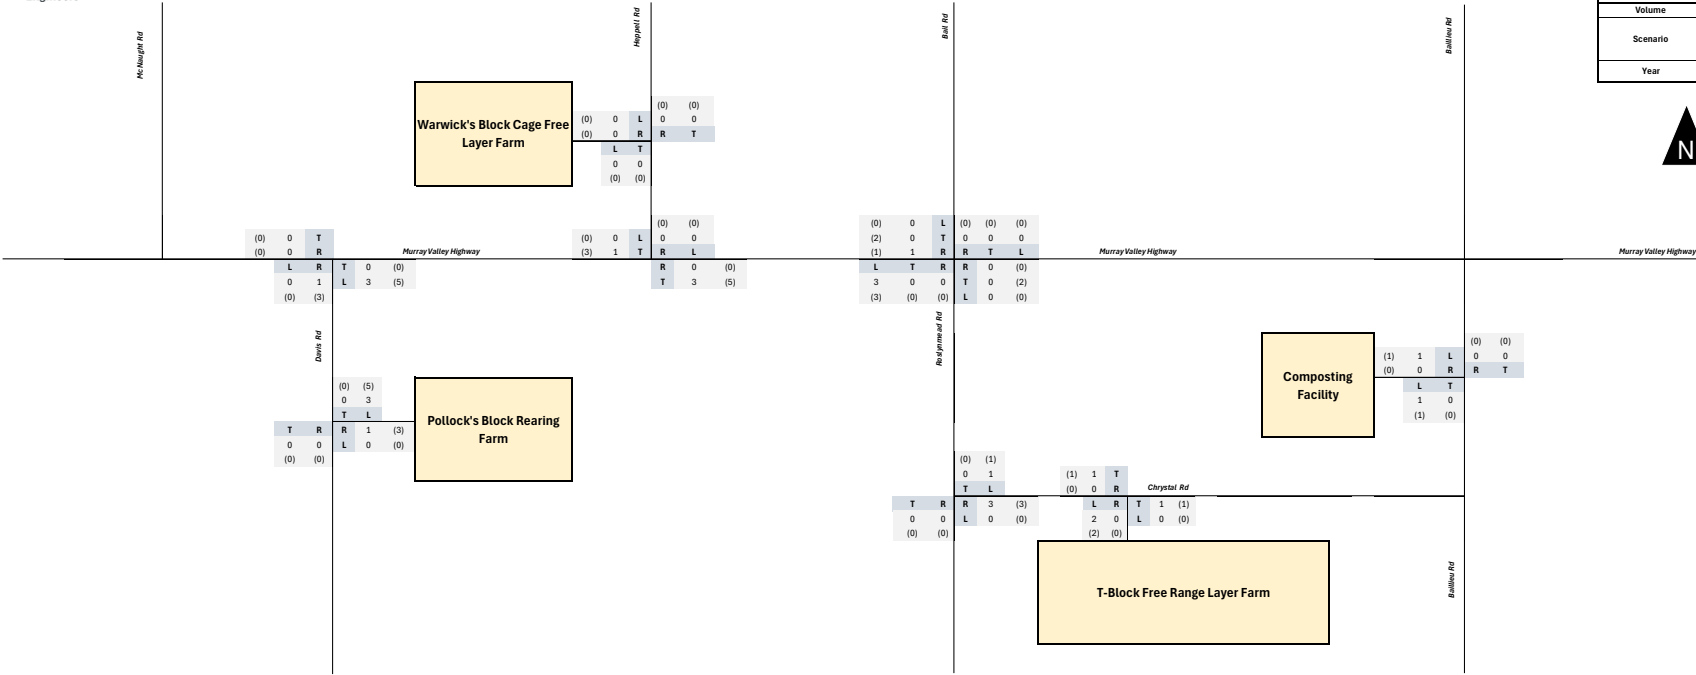 Volume
Scenario
Year
N
McNaught Rd
Heppell Rd
Ball Rd
Baillieu Rd
Warwick's Block Cage Free
Layer Farm
(0) (0)
(0) 0 L 0 0
(0) 0 R R T
L T
0 0
(0) (0)
(0) 0 T
(0) 0 R
Murray Valley Highway
L R T 0 (0)
0 1 L 3 (5)
(0) (3)
(0) (0)
(0) 0 L 0 0
(3) 1 T R L
R 0 (0)
T 3 (5)
(0) 0 L (0) (0) (0)
(2) 0 T 0 0 0
(1) 1 R R T L
Murray Valley Highway
Murray Valley Highway
L T R R 0 (0)
3 0 0 T 0 (2)
(3) (0) (0) L 0 (0)
Davis Rd
Roslynmead Rd
(0) (5)
0 3
T L
T R R 1 (3)
0 0 L 0 (0)
(0) (0)
Pollock's Block Rearing
Farm
Composting
Facility
(0) (0)
(1) 1 L 0 0
(0) 0 R R T
L T
1 0
(1) (0)
(0) (1)
0 1
T L
T R R 3 (3)
0 0 L 0 (0)
(0) (0)
(1) 1 T
(0) 0 R
Chrystal Rd
L R T 1 (1)
2 0 L 0 (0)
(2) (0)
T-Block Free Range Layer Farm
Baillieu Rd